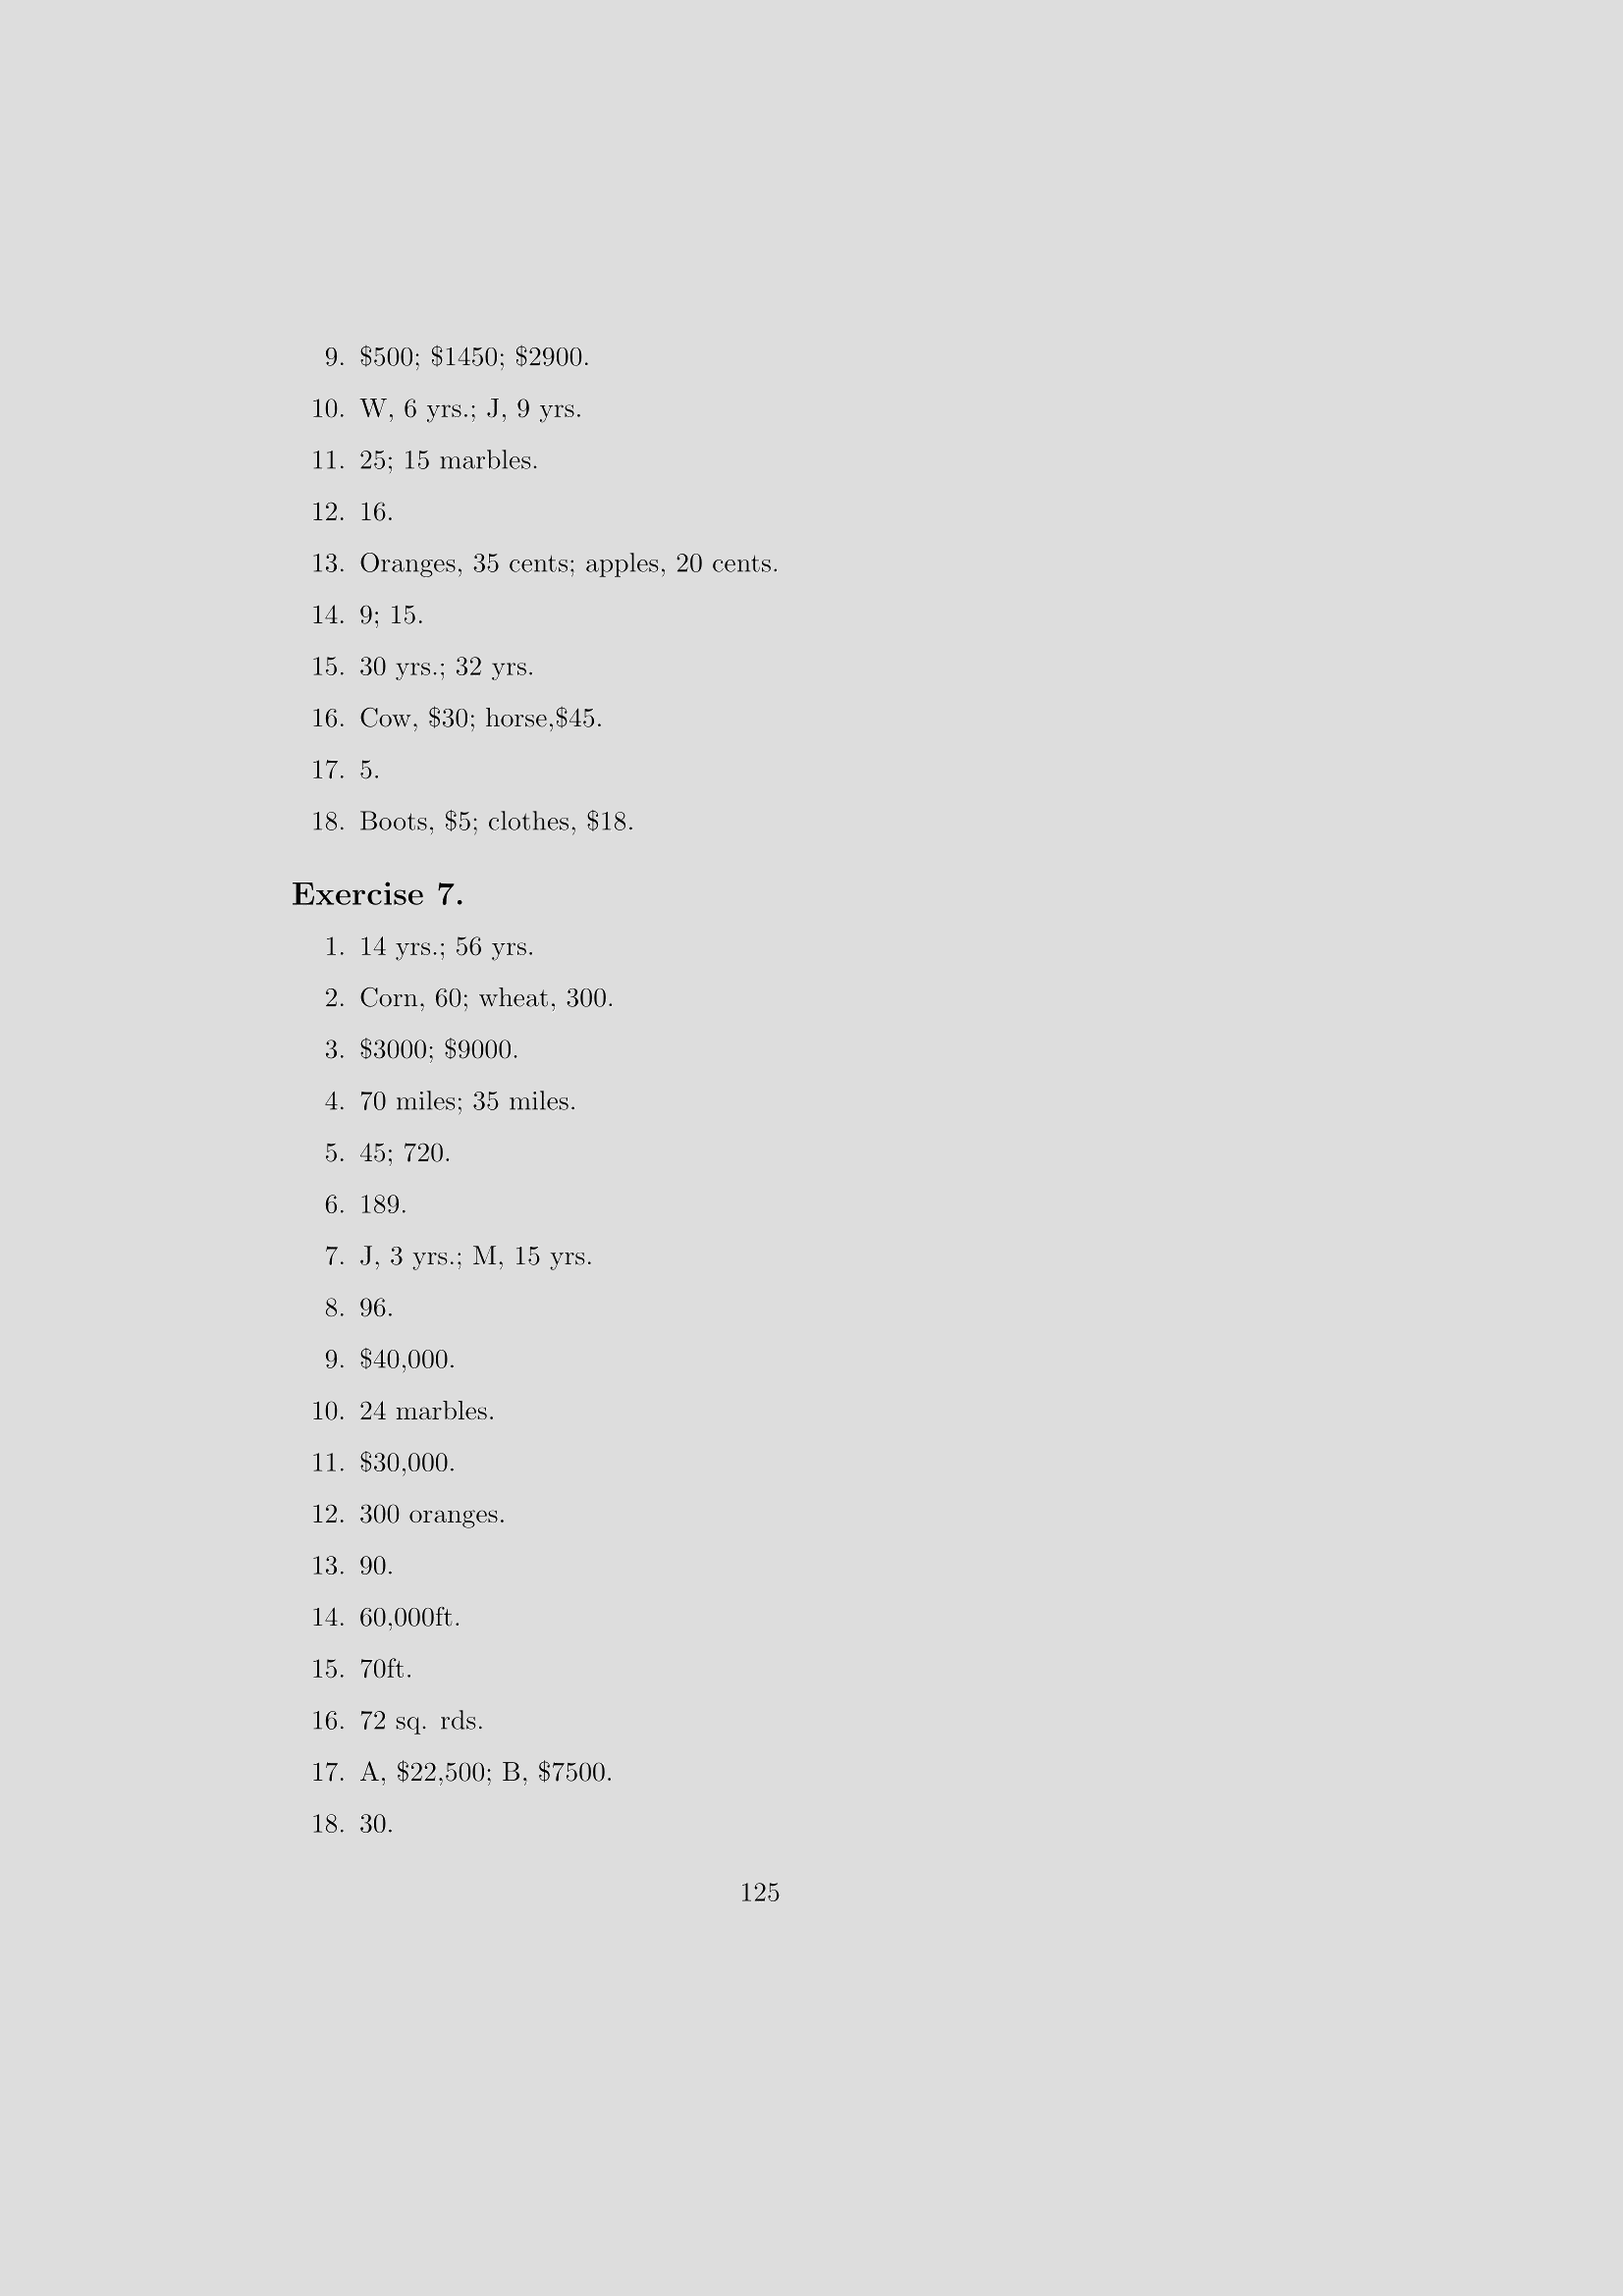 9. $500; $1450; $2900.
10. W, 6 yrs.; J, 9 yrs.
11. 25; 15 marbles.
12. 16.
13. Oranges, 35 cents; apples, 20 cents.
14. 9; 15.
15. 30 yrs.; 32 yrs.
16. Cow, $30; horse,$45.
17. 5.
18. Boots, $5; clothes, $18.
Exercise 7.
1. 14 yrs.; 56 yrs.
2. Corn, 60; wheat, 300.
3. $3000; $9000.
4. 70 miles; 35 miles.
5. 45; 720.
6. 189.
7. J, 3 yrs.; M, 15 yrs.
8. 96.
9. $40,000.
10. 24 marbles.
11. $30,000.
12. 300 oranges.
13. 90.
14. 60,000ft.
15. 70ft.
16. 72 sq. rds.
17. A, $22,500; B, $7500.
18. 30.
125